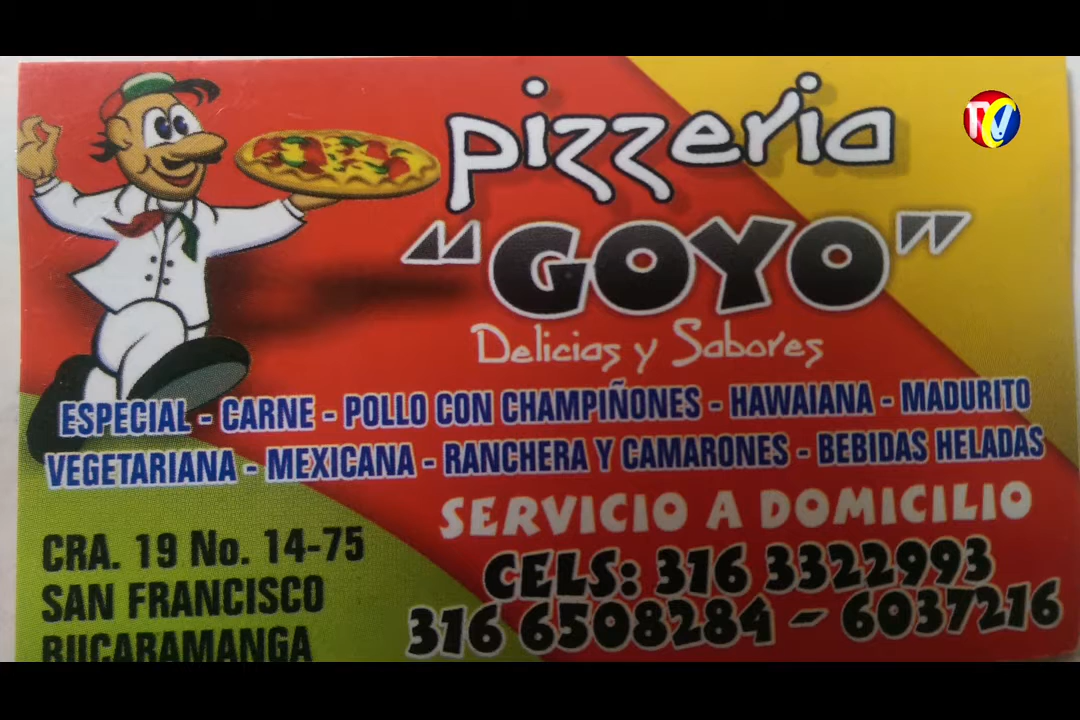 TVC
pizzeria
"GOYO"
Delicias y Sabores
ESPECIAL - CARNE - POLLO CON CHAMPIÑONES - HAWAIANA - MADURITO
VEGETARIANA - MEXICANA - RANCHERA Y CAMARONES - BEBIDAS HELADAS
SERVICIO A DOMICILIO
CELS: 316 3322993
316 6508284 - 6037216
CRA. 19 No. 14-75
SAN FRANCISCO
BUCARAMANGA